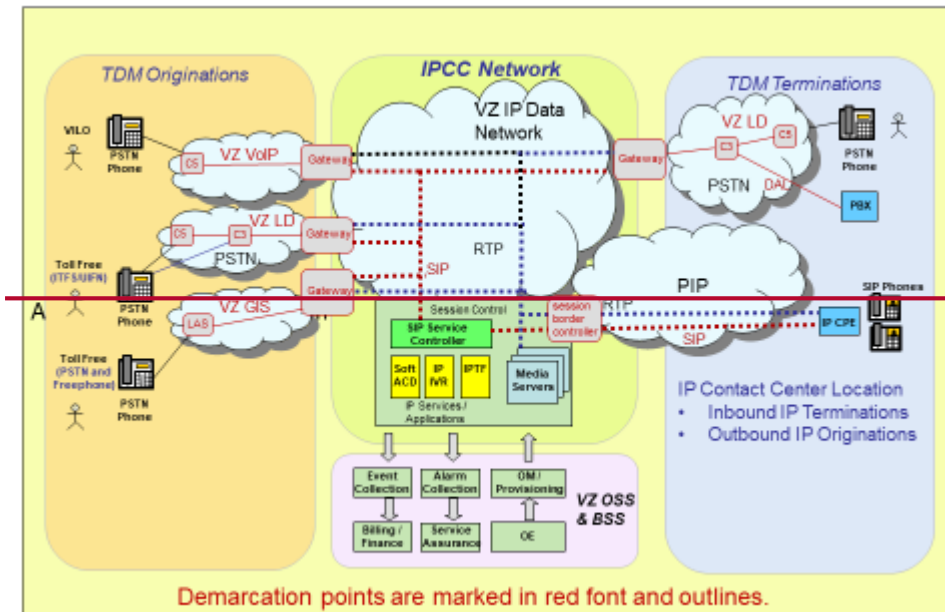 TDM Originations
IPCC Network
TDM Terminations
VZ IP Data
Network
VILO
PSTN
Phone
C5
VZ VoIP
Gateway
Gateway
VZ LD
C5
C3
PSTN
DAL
PSTN
Phone
PBX
C5
C3
VZ LD
PSTN
Gateway
RTP
SIP
Toll Free
(ITFS/UIFN)
PSTN
Phone
VZ GIS
LAS
Gateway
PIP
RTP
SIP
SIP Phones
IP CPE
A
Session Control
session
border
controller
SIP Service
Controller
Soft
ACD
IP
IVR
IPTF
Media
Servers
IP Services/
Applications
Toll Free
(PSTN and
Freephone)
PSTN
Phone
IP Contact Center Location
• Inbound IP Terminations
• Outbound IP Originations
Event
Collection
Alarm
Collection
OM /
Provisioning
VZ OSS
& BSS
Billing /
Finance
Service
Assurance
OE
Demarcation points are marked in red font and outlines.